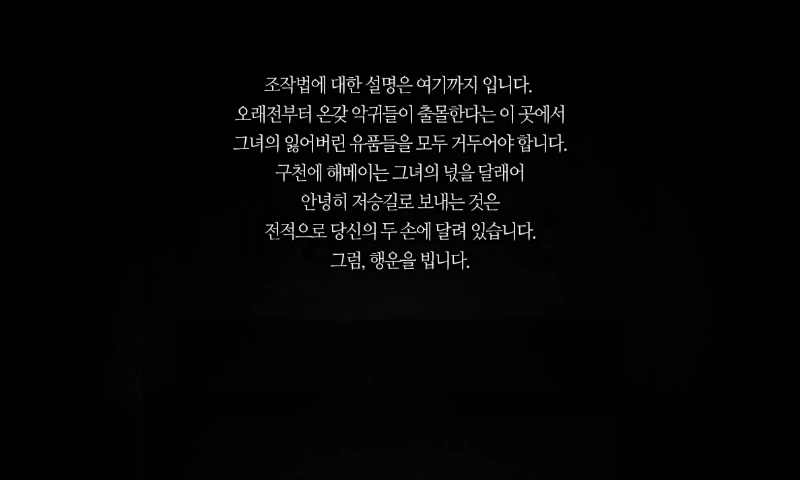 조작법에 대한 설명은 여기까지 입니다.
오래전부터 온갖 악귀들이 출몰한다는 이 곳에서
그녀의 잃어버린 유품들을 모두 거두어야 합니다.
구천에 해메이는 그녀의 넋을 달래어
안녕히 저승길로 보내는 것은
전적으로 당신의 두 손에 달려 있습니다.
그럼, 행운을 빕니다.